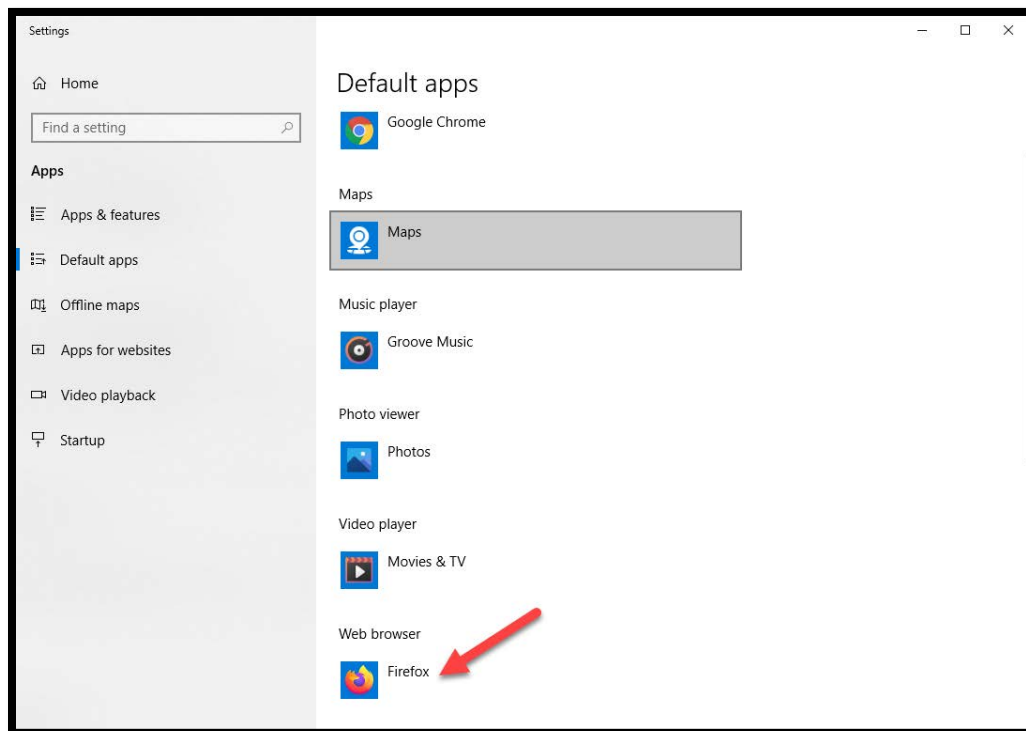 Settings
Home
Find a setting
Apps
Apps & features
Default apps
Offline maps
Apps for websites
Video playback
Startup
Default apps
Google Chrome
Maps
Maps
Music player
Groove Music
Photo viewer
Photos
Video player
Movies & TV
Web browser
Firefox